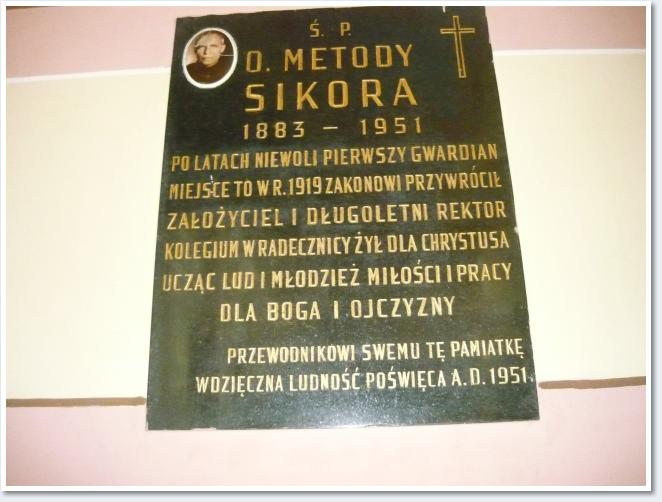 Ś. P.
O. METODY
SIKORA
1883 – 1951
PO LATACH NIEWOLI PIERWSZY GWARDIAN
MIEJSCE TO W R. 1919 ZAKONOWI PRZYWRÓCIŁ
ZAŁOŻYCIEL I DŁUGOLETNI REKTOR
KOLEGIUM W RADECZNICY ŻYŁ DLA CHRYSTUSA
UCZĄC LUD I MŁODZIEŻ MIŁOŚCI I PRACY
DLA BOGA I OJCZYZNY
PRZEWODNIKOWI SWEMU TĘ PAMIATKĘ
WDZIĘCZNA LUDNOŚĆ POŚWIĘCA A.D. 1951